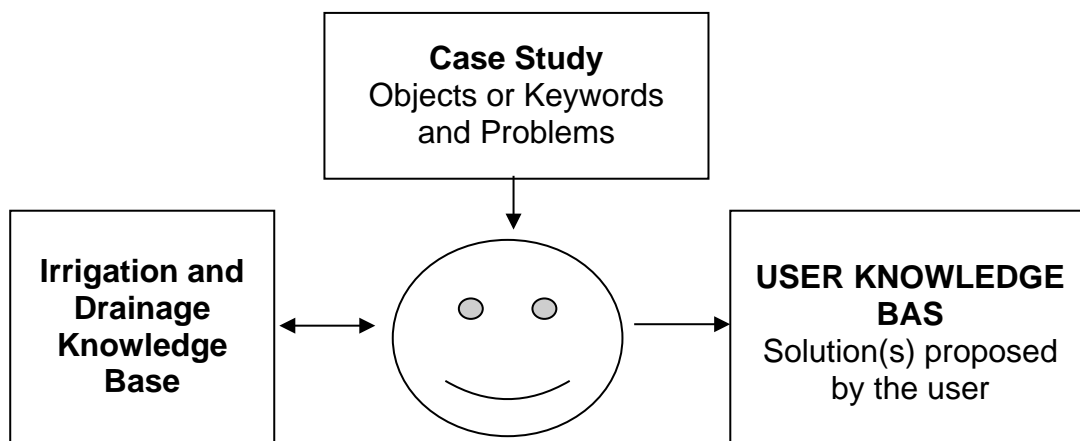 Case Study
Objects or Keywords
and Problems
Irrigation and
Drainage
Knowledge
Base
USER KNOWLEDGE
BAS
Solution(s) proposed
by the user